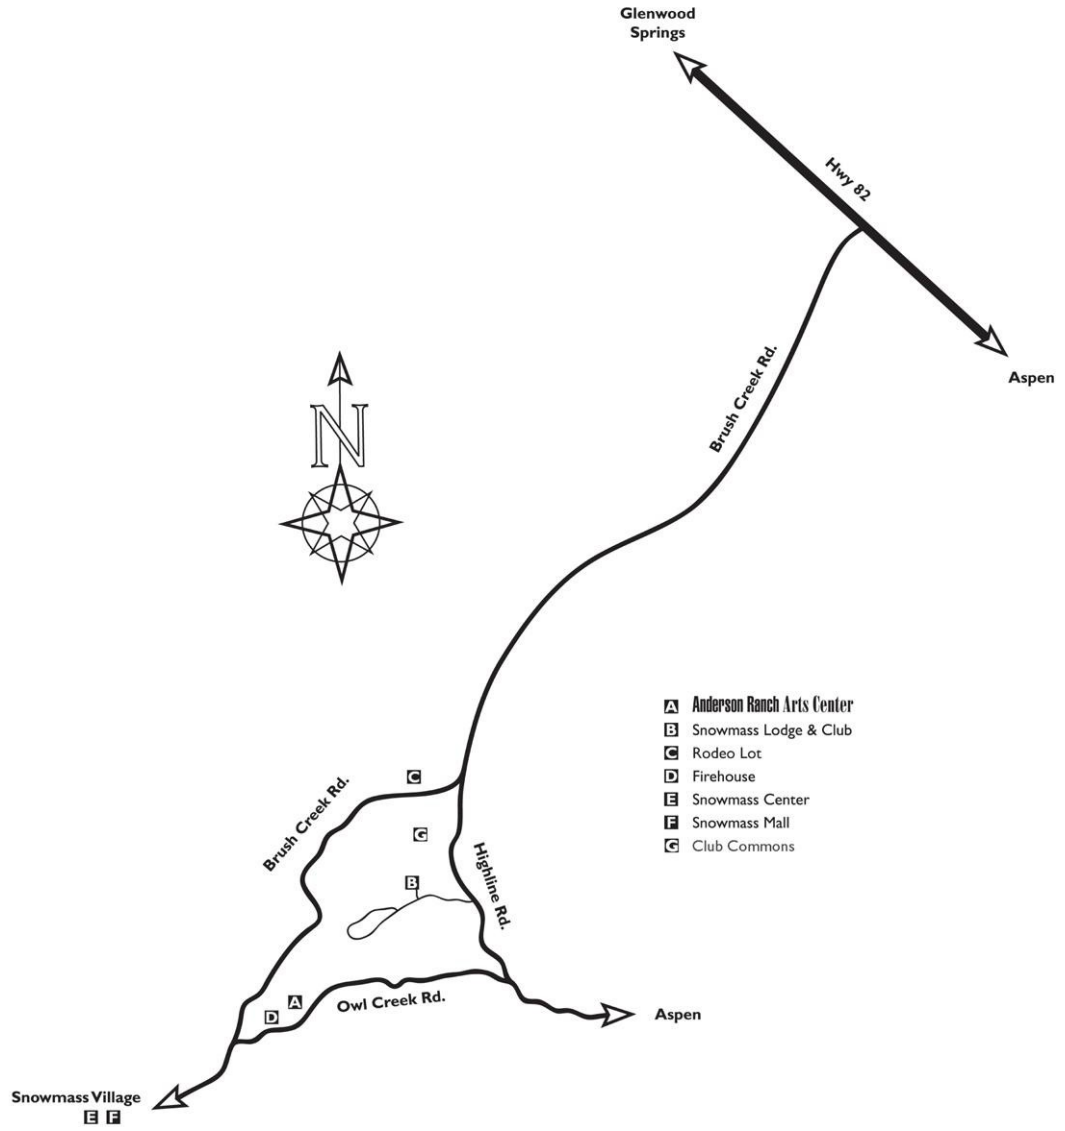 Glenwood
Springs
Hwy 82
Aspen
Brush Creek Rd.
N
A Anderson Ranch Arts Center
B Snowmass Lodge & Club
C Rodeo Lot
D Firehouse
E Snowmass Center
F Snowmass Mall
G Club Commons
C
Brush Creek Rd.
G
Highline Rd.
B
A
D
Owl Creek Rd.
Aspen
Snowmass Village
E F